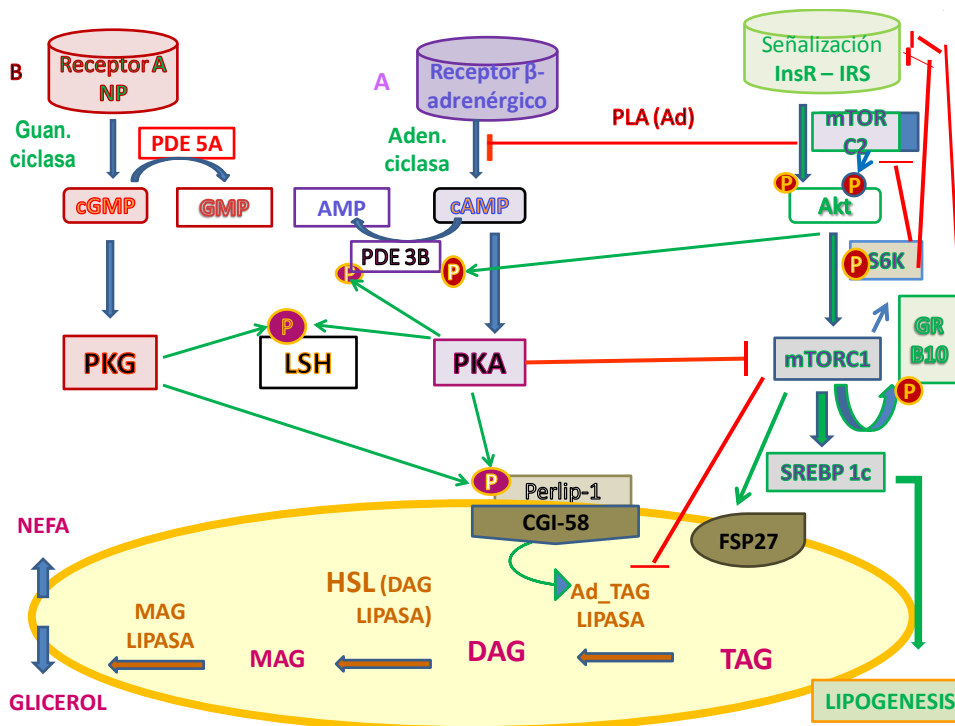 B
Receptor A
NP
A
Receptor β-
adrenérgico
Señalización
InsR – IRS
Guan.
ciclasa
PDE 5A
Aden.
ciclasa
PLA (Ad)
mTOR
C2
cGMP
GMP
AMP
cAMP
P
P
Akt
PDE 3B
P
P
P
S6K
PKG
P
LSH
PKA
mTORC1
GR
B10
P
SREBP 1c
P
Perlip-1
CGI-58
FSP27
NEFA
HSL (DAG
LIPASA)
Ad_TAG
LIPASA
MAG
LIPASA
MAG
DAG
TAG
GLICEROL
LIPOGENESIS